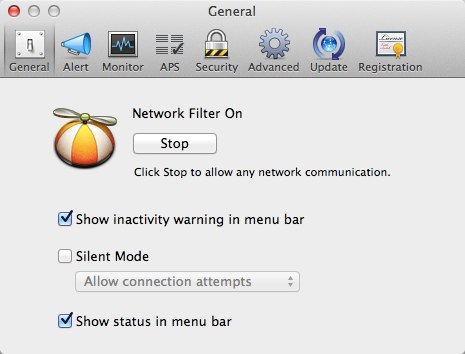 General
General Alert Monitor APS Security Advanced Update Registration
License
Network Filter On
Stop
Click Stop to allow any network communication.
Show inactivity warning in menu bar
Silent Mode
Allow connection attempts
Show status in menu bar